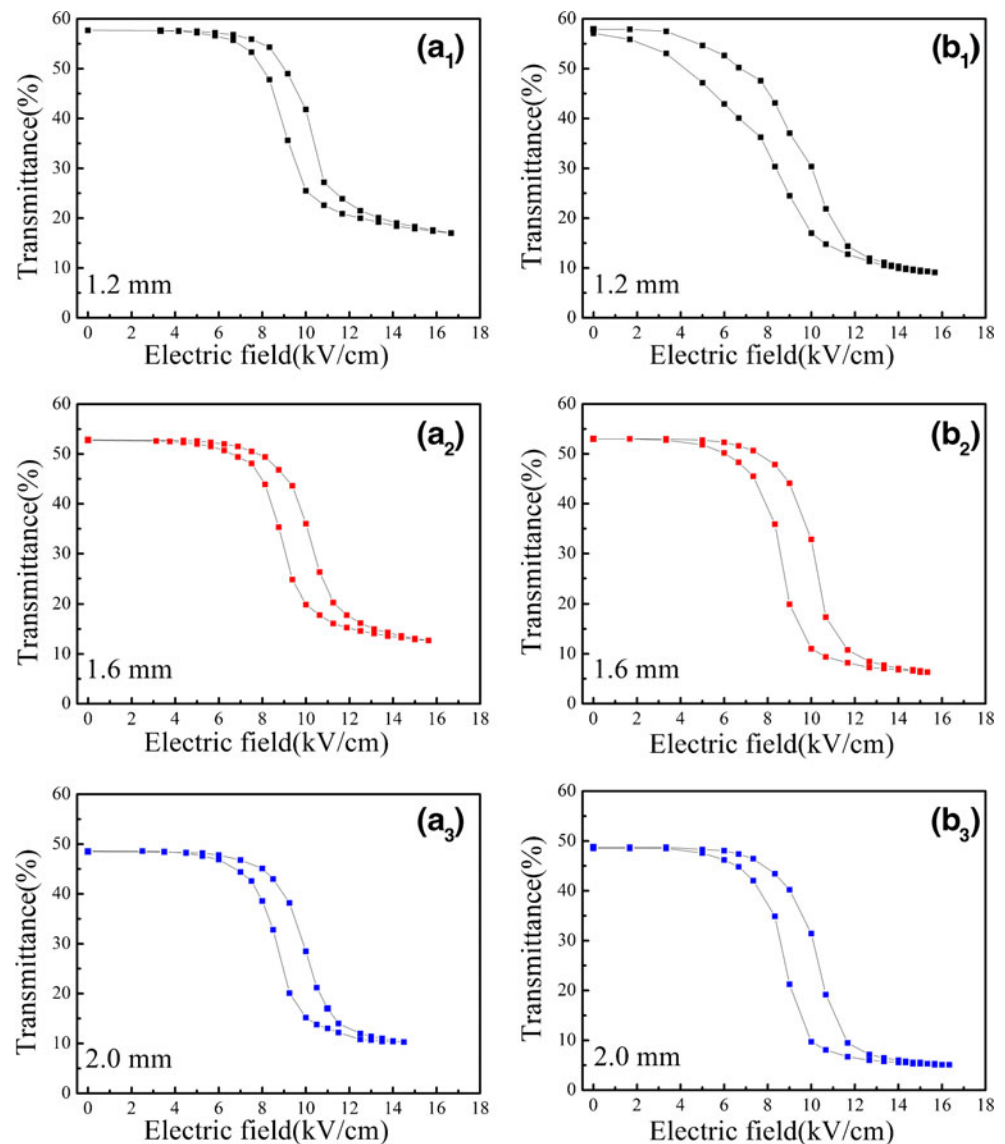 60
50
40
30
20
10
0
Transmittance(%)
(a1)
1.2 mm
0 2 4 6 8 10 12 14 16 18
Electric field(kV/cm)
60
50
40
30
20
10
0
Transmittance(%)
(b1)
1.2 mm
0 2 4 6 8 10 12 14 16 18
Electric field(kV/cm)
60
50
40
30
20
10
0
Transmittance(%)
(a2)
1.6 mm
0 2 4 6 8 10 12 14 16 18
Electric field(kV/cm)
60
50
40
30
20
10
0
Transmittance(%)
(b2)
1.6 mm
0 2 4 6 8 10 12 14 16 18
Electric field(kV/cm)
60
50
40
30
20
10
0
Transmittance(%)
(a3)
2.0 mm
0 2 4 6 8 10 12 14 16 18
Electric field(kV/cm)
60
50
40
30
20
10
0
Transmittance(%)
(b3)
2.0 mm
0 2 4 6 8 10 12 14 16 18
Electric field(kV/cm)